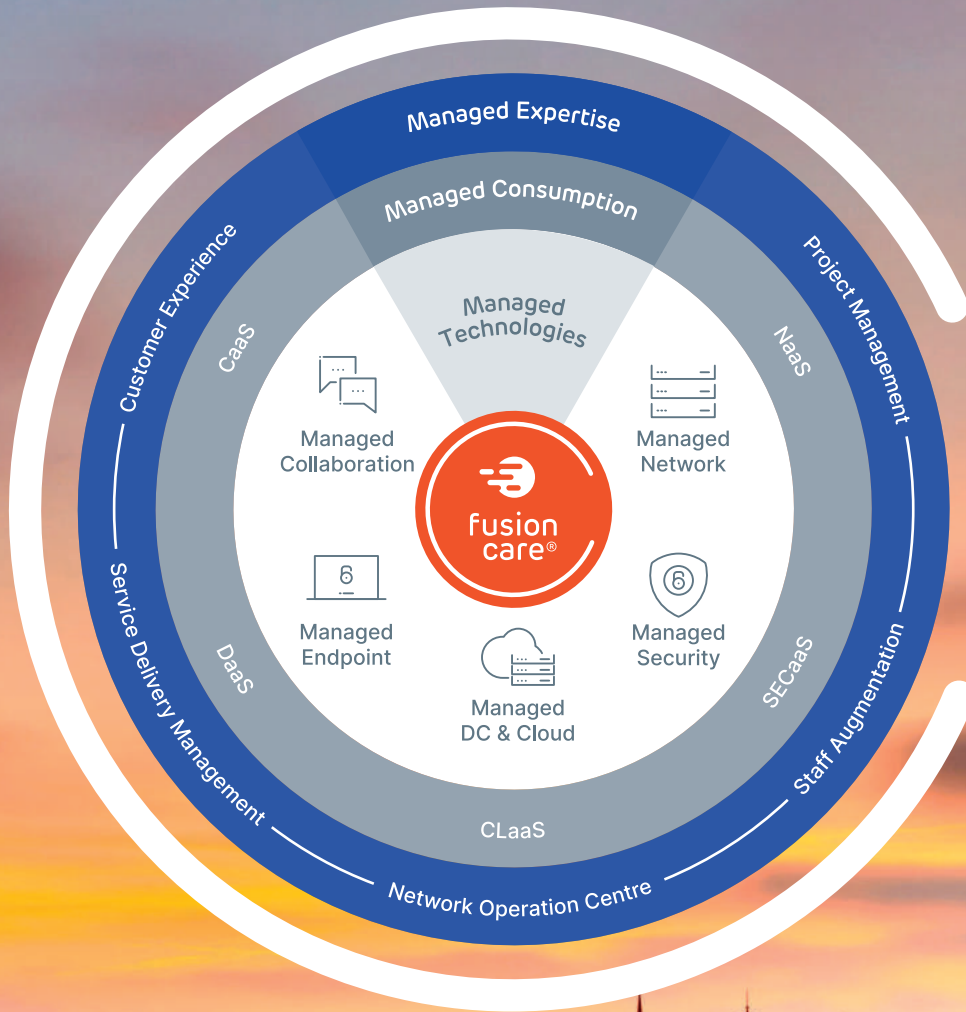 Managed Expertise
Managed Consumption
Managed
Technologies
Customer Experience
Project Management
CaaS
NaaS
Managed
Collaboration
Managed
Network
fusion
care®
Managed
Endpoint
Managed
Security
Managed
DC & Cloud
DaaS
SECaaS
Service Delivery Management
Staff Augmentation
CLaaS
Network Operation Centre